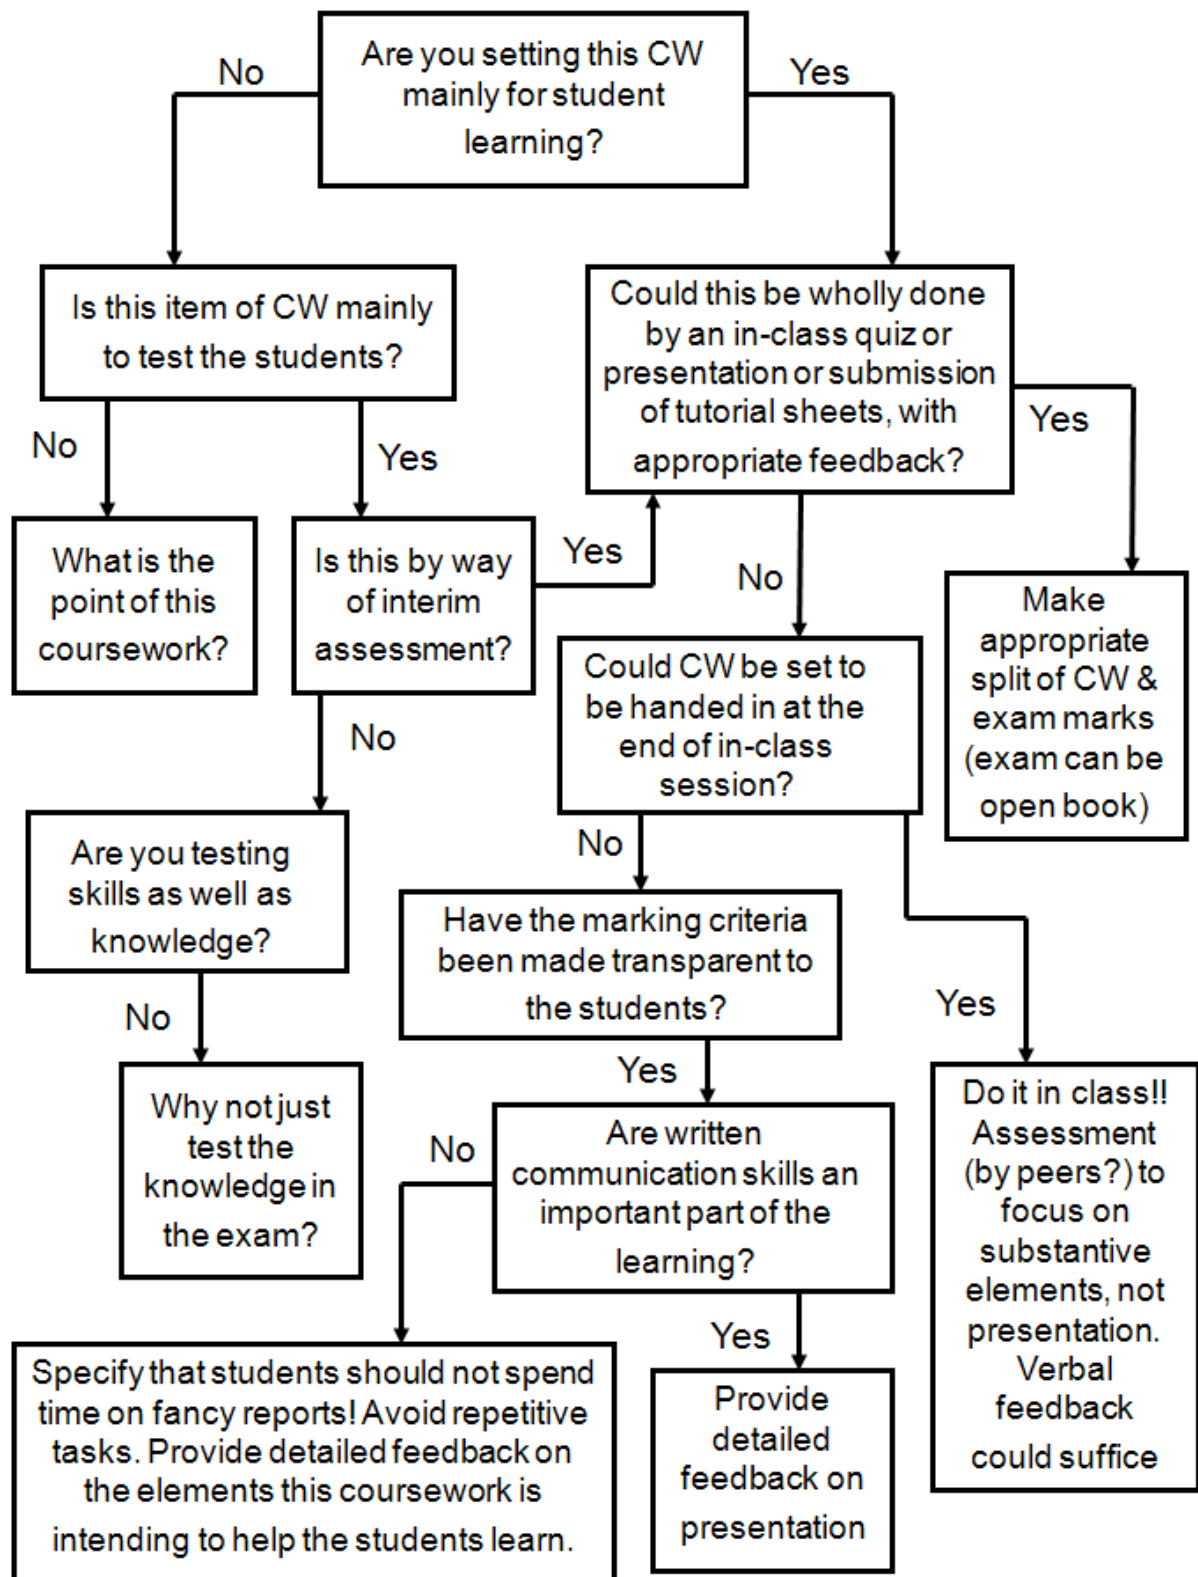 Are you setting this CW
mainly for student
learning?
No
Yes
Is this item of CW mainly
to test the students?
Could this be wholly done
by an in-class quiz or
presentation or submission
of tutorial sheets, with
appropriate feedback?
No
Yes
Yes
What is the
point of this
coursework?
Is this by way
of interim
assessment?
Yes
No
Make
appropriate
split of CW &
exam marks
(exam can be
open book)
Could CW be set to
be handed in at the
end of in-class
session?
No
Are you testing
skills as well as
knowledge?
No
Have the marking criteria
been made transparent to
the students?
Yes
No
Yes
Why not just
test the
knowledge in
the exam?
Are written
communication skills an
important part of the
learning?
Do it in class!!
Assessment
(by peers?) to
focus on
substantive
elements, not
presentation.
Verbal
feedback
could suffice
No
Yes
Specify that students should not spend
time on fancy reports! Avoid repetitive
tasks. Provide detailed feedback on
the elements this coursework is
intending to help the students learn.
Provide
detailed
feedback on
presentation